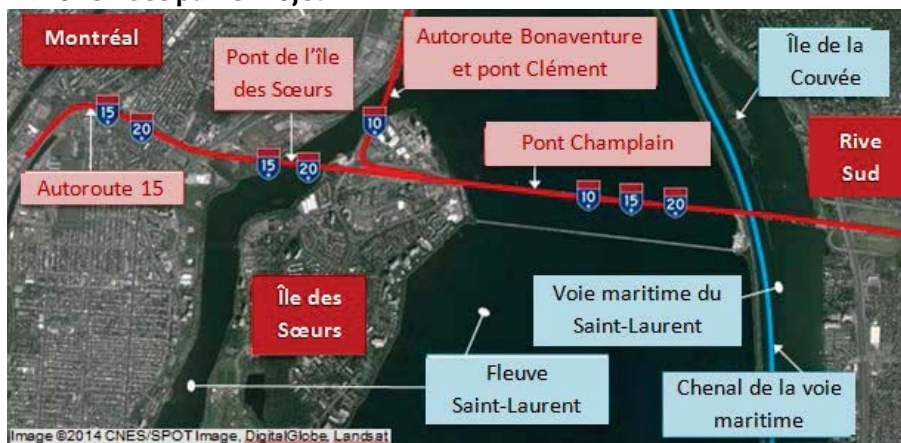 Montréal
Pont de l'île
des Sœurs
Autoroute Bonaventure
et pont Clément
Île de la
Couvée
15
20
10
15
20
Pont Champlain
Rive
Sud
Autoroute 15
10
15
20
Île des
Sœurs
Voie maritime du
Saint-Laurent
Fleuve
Saint-Laurent
Chenal de la voie
maritime
Image ©2014 CNES/SPOT Image, DigitalGlobe, Landsat